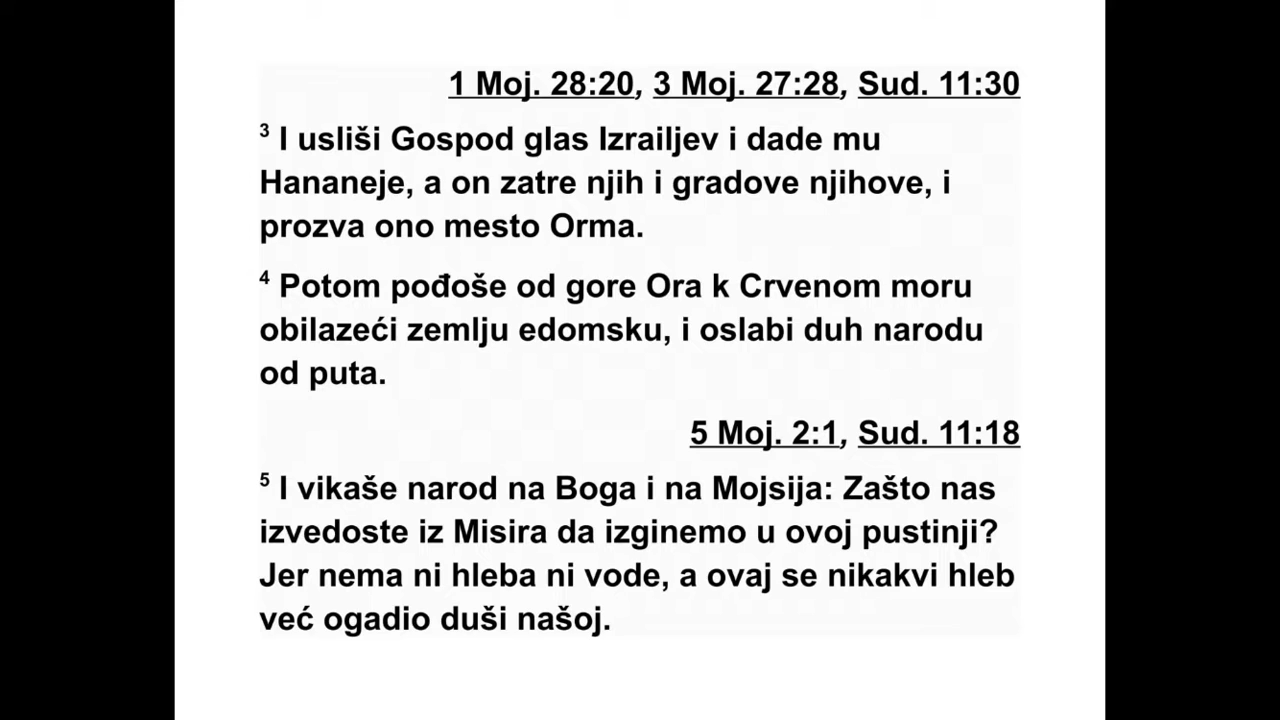 1 Moj. 28:20, 3 Moj. 27:28, Sud. 11:30
3 I usliši Gospod glas Izrailjev i dade mu
Hananeje, a on zatre njih i gradove njihove, i
prozva ono mesto Orma.
4 Potom pođoše od gore Ora k Crvenom moru
obilazeći zemlju edomsku, i oslabi duh narodu
od puta.
5 Moj. 2:1, Sud. 11:18
5 I vikaše narod na Boga i na Mojsija: Zašto nas
izvedoste iz Misira da izginemo u ovoj pustinji?
Jer nema ni hleba ni vode, a ovaj se nikakvi hleb
već ogadio duši našoj.